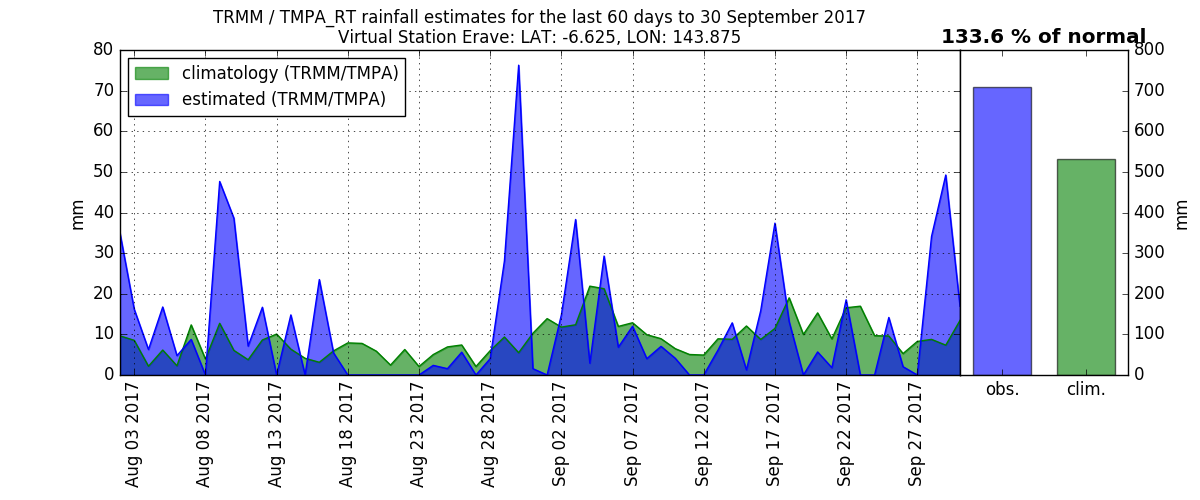 TRMM / TMPA_RT rainfall estimates for the last 60 days to 30 September 2017
Virtual Station Erave: LAT: -6.625, LON: 143.875
133.6 % of normal
climatology (TRMM/TMPA)
estimated (TRMM/TMPA)
80
70
60
50
40
30
20
10
0
mm
Aug 03 2017
Aug 08 2017
Aug 13 2017
Aug 18 2017
Aug 23 2017
Aug 28 2017
Sep 02 2017
Sep 07 2017
Sep 12 2017
Sep 17 2017
Sep 22 2017
Sep 27 2017
obs.
clim.
800
700
600
500
400
300
200
100
0
mm